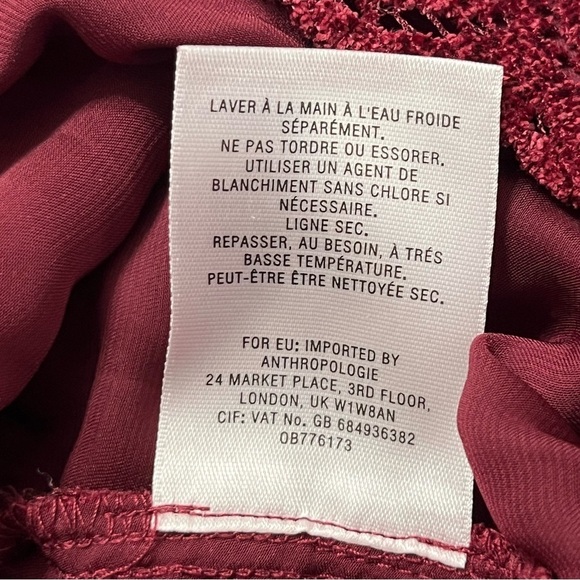 LAVER À LA MAIN À L'EAU FROIDE
SÉPARÉMENT.
NE PAS TORDRE OU ESSORER.
UTILISER UN AGENT DE
BLANCHIMENT SANS CHLORE SI
NÉCESSAIRE.
LIGNE SEC.
REPASSER, AU BESOIN, À TRÉS
BASSE TEMPÉRATURE.
PEUT-ÊTRE ÊTRE NETTOYÉE SEC.
FOR EU: IMPORTED BY
ANTHROPOLOGIE
24 MARKET PLACE, 3RD FLOOR,
LONDON, UK W1W8AN
CIF: VAT No. GB 684936382
OB776173